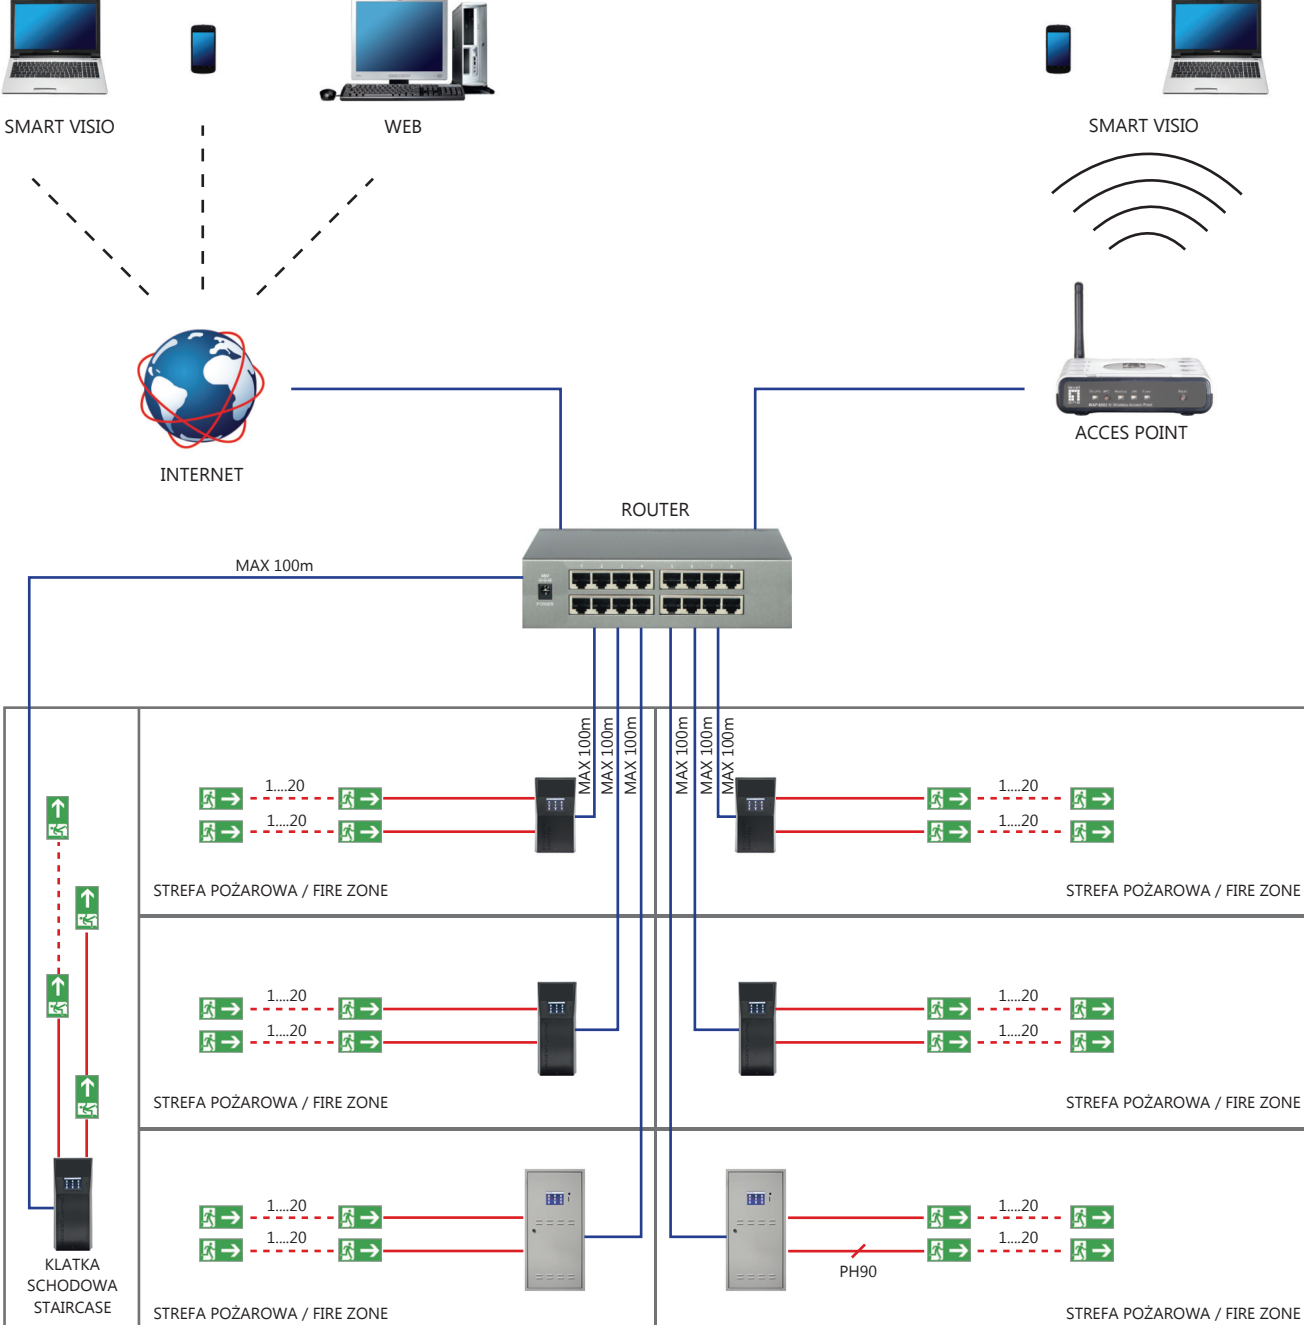 SMART VISIO
WEB
SMART VISIO
INTERNET
ACCES POINT
ROUTER
MAX 100m
POWER
MAX 100m
MAX 100m
MAX 100m
MAX 100m
MAX 100m
MAX 100m
1....20
1....20
STREFA POŻAROWA / FIRE ZONE
1....20
1....20
STREFA POŻAROWA / FIRE ZONE
1....20
1....20
STREFA POŻAROWA / FIRE ZONE
1....20
1....20
STREFA POŻAROWA / FIRE ZONE
1....20
1....20
STREFA POŻAROWA / FIRE ZONE
1....20
1....20
PH90
STREFA POŻAROWA / FIRE ZONE
KLATKA
SCHODOWA
STAIRCASE